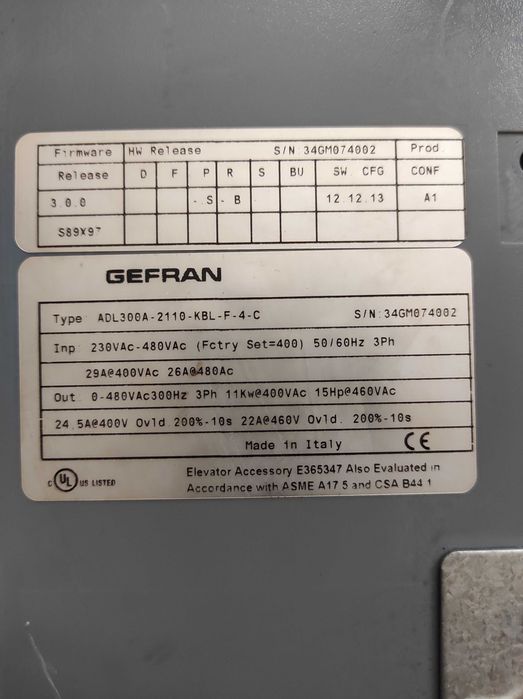 Firmware HW Release S/N:34GM074002 Prod.
Release D F P R S BU SW. CFG CONF
3.0.0 - S - B 12.12.13 A1
S89X97
GEFRAN
Type ADL300A-2110-KBL-F-4-C S/N:34GM074002
Inp: 230VAc-480VAc (Fctry Set=400) 50/60Hz 3Ph
29A@400VAc 26A@480Ac
Out: 0-480VAc300Hz 3Ph 11Kw@400VAc 15Hp@460VAc
24.5A@400V Ovld.200%-10s 22A@460V Ovld. 200%-10s
Made in Italy CE
C UL US LISTED
Elevator Accessory E365347 Also Evaluated in
Accordance with ASME A17.5 and CSA B44.1